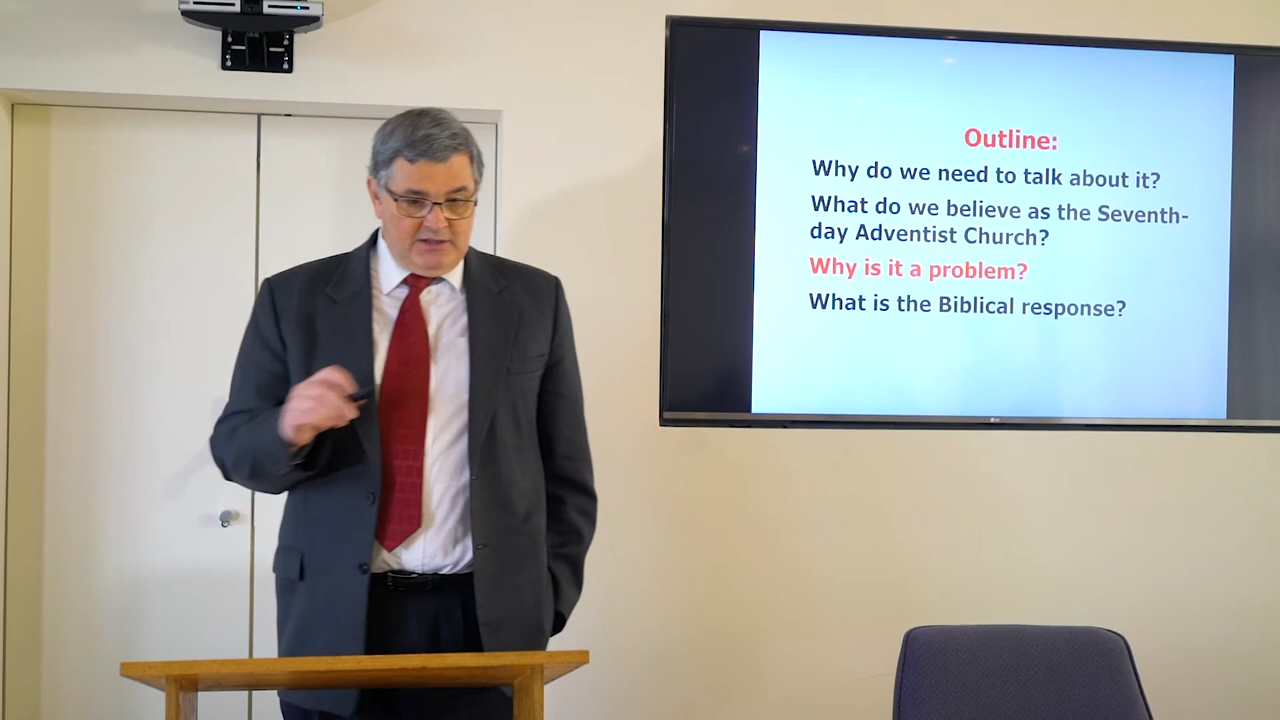 Outline:
Why do we need to talk about it?
What do we believe as the Seventh-
day Adventist Church?
Why is it a problem?
What is the Biblical response?
LG